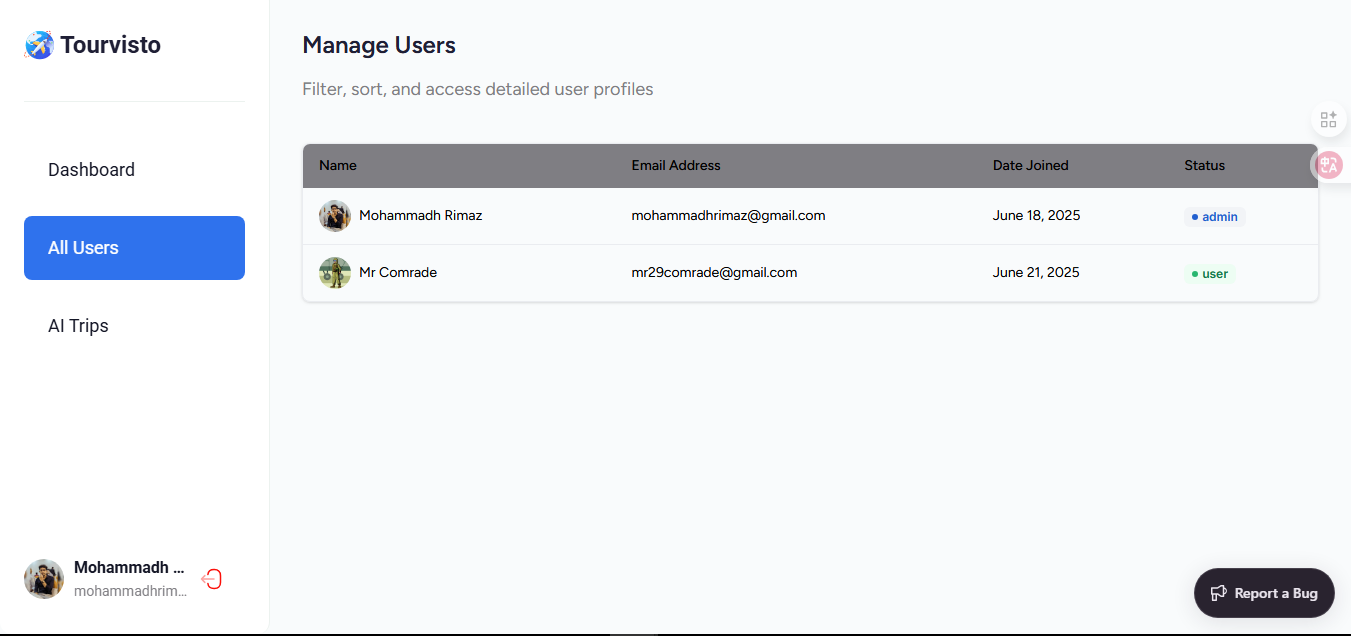 Tourvisto
Dashboard
All Users
AI Trips
Mohammadh ...
mohammadhrim...
Manage Users
Filter, sort, and access detailed user profiles
Name Email Address Date Joined Status
Mohammadh Rimaz mohammadhrimaz@gmail.com June 18, 2025 admin
Mr Comrade mr29comrade@gmail.com June 21, 2025 user
中A
Report a Bug